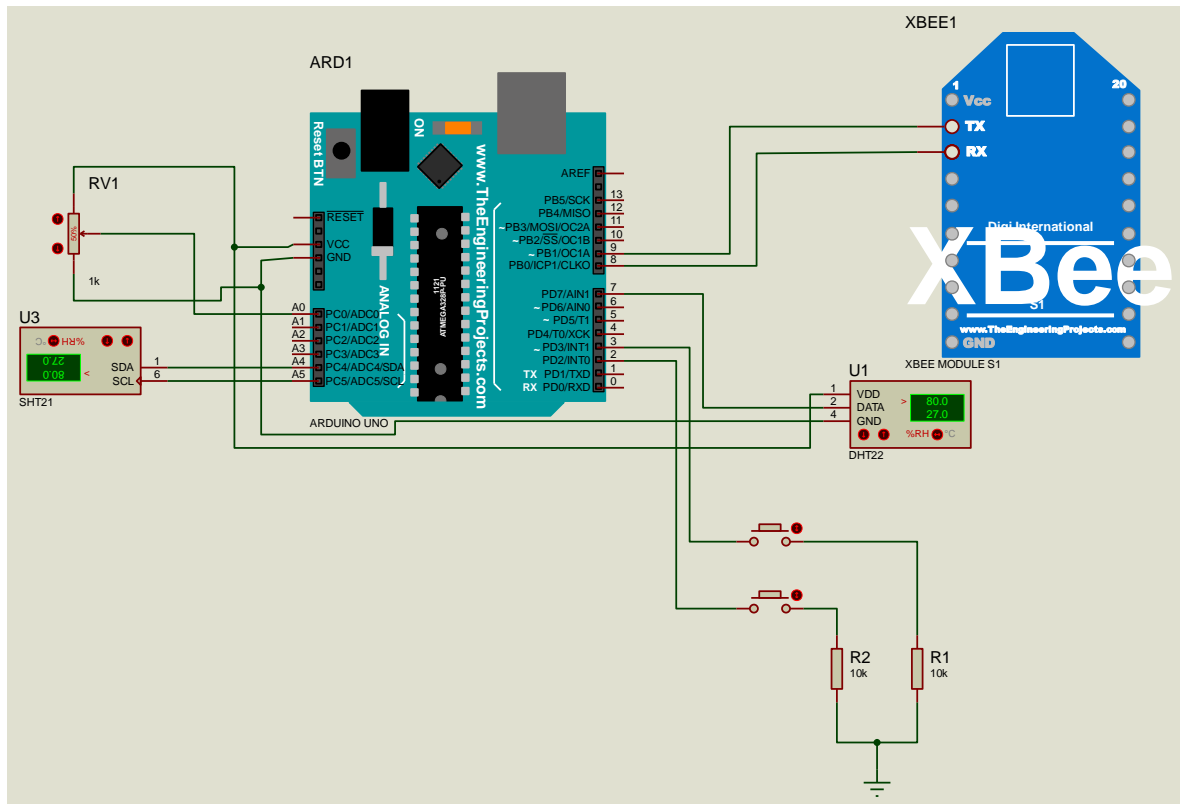 XBEE1
ARD1
1
20
Vcc
TX
RX
Digi International
XBee
S1
www.TheEngineeringProjects.com
GND
XBEE MODULE S1
Reset BTN
ON
www.TheEngineeringProjects.com
AREF
PB5/SCK 13
PB4/MISO 12
~PB3/MOSI/OC2A 11
~PB2/SS/OC1B 10
~PB1/OC1A 9
PB0/ICP1/CLKO 8
PD7/AIN1 7
~PD6/AIN0 6
~PD5/T1 5
PD4/T0/XCK 4
~PD3/INT1 3
PD2/INT0 2
TX PD1/TXD 1
RX PD0/RXD 0
RESET
VCC
GND
1121
ATMEGA328P-PU
ANALOG IN
A0 PC0/ADC0
A1 PC1/ADC1
A2 PC2/ADC2
A3 PC3/ADC3
A4 PC4/ADC4/SDA
A5 PC5/ADC5/SCL
ARDUINO UNO
RV1
50%
1k
U3
°C %RH
27.0
80.0
>
SDA 1
SCL 6
SHT21
U1
1 VDD
2 DATA
4 GND
> 80.0
27.0
%RH °C
DHT22
R2
10k
R1
10k